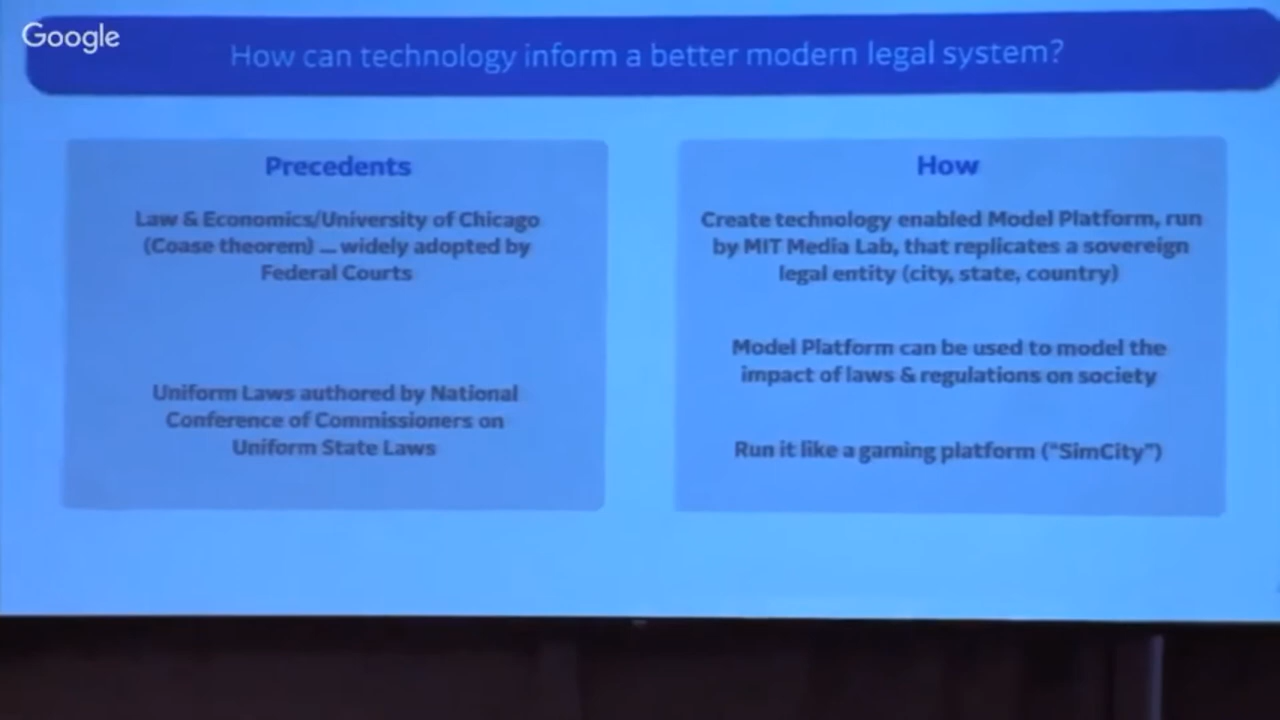 Google
How can technology inform a better modern legal system?
Precedents
Law & Economics/University of Chicago
(Coase theorem) ... widely adopted by
Federal Courts
Uniform Laws authored by National
Conference of Commissioners on
Uniform State Laws
How
Create technology enabled Model Platform, run
by MIT Media Lab, that replicates a sovereign
legal entity (city, state, country)
Model Platform can be used to model the
impact of laws & regulations on society
Run it like a gaming platform ("SimCity")